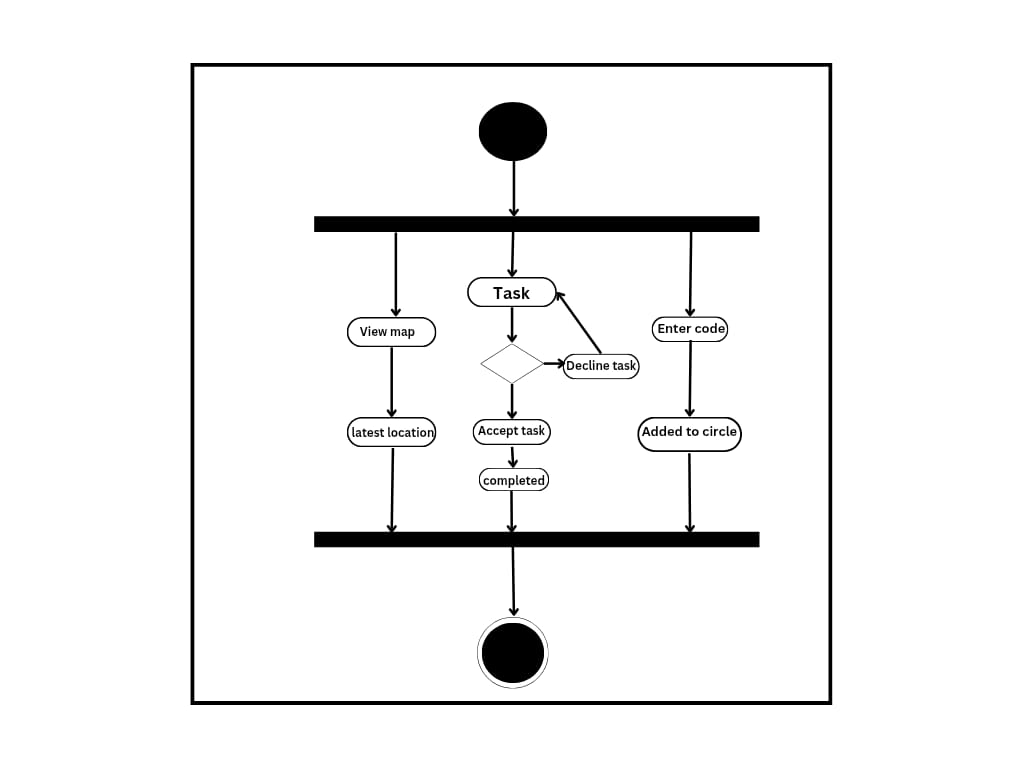 Task
View map
Enter code
Decline task
latest location
Accept task
Added to circle
completed